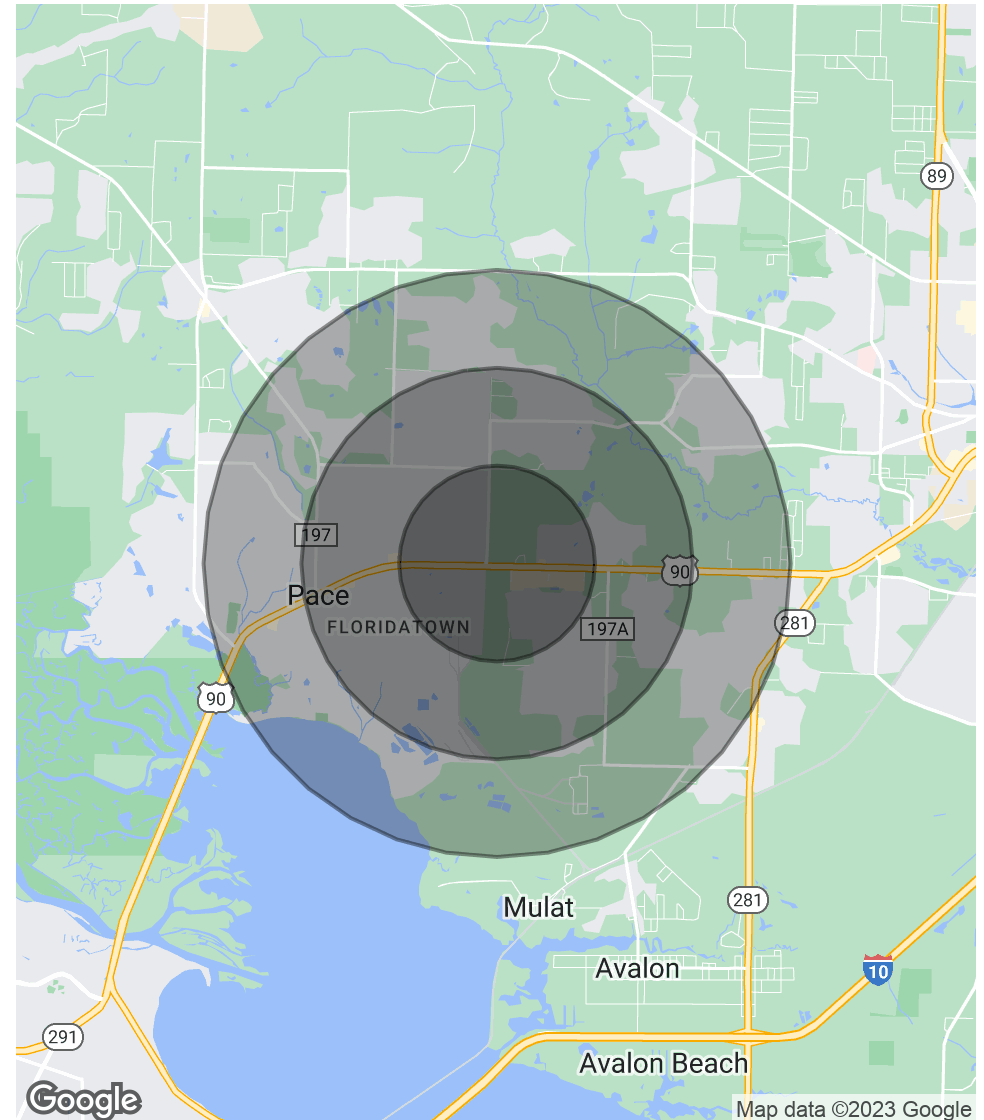 89
197
90
Pace
197A
281
FLORIDATOWN
90
281
Mulat
Avalon
10
291
Avalon Beach
Google
Map data ©2023 Google